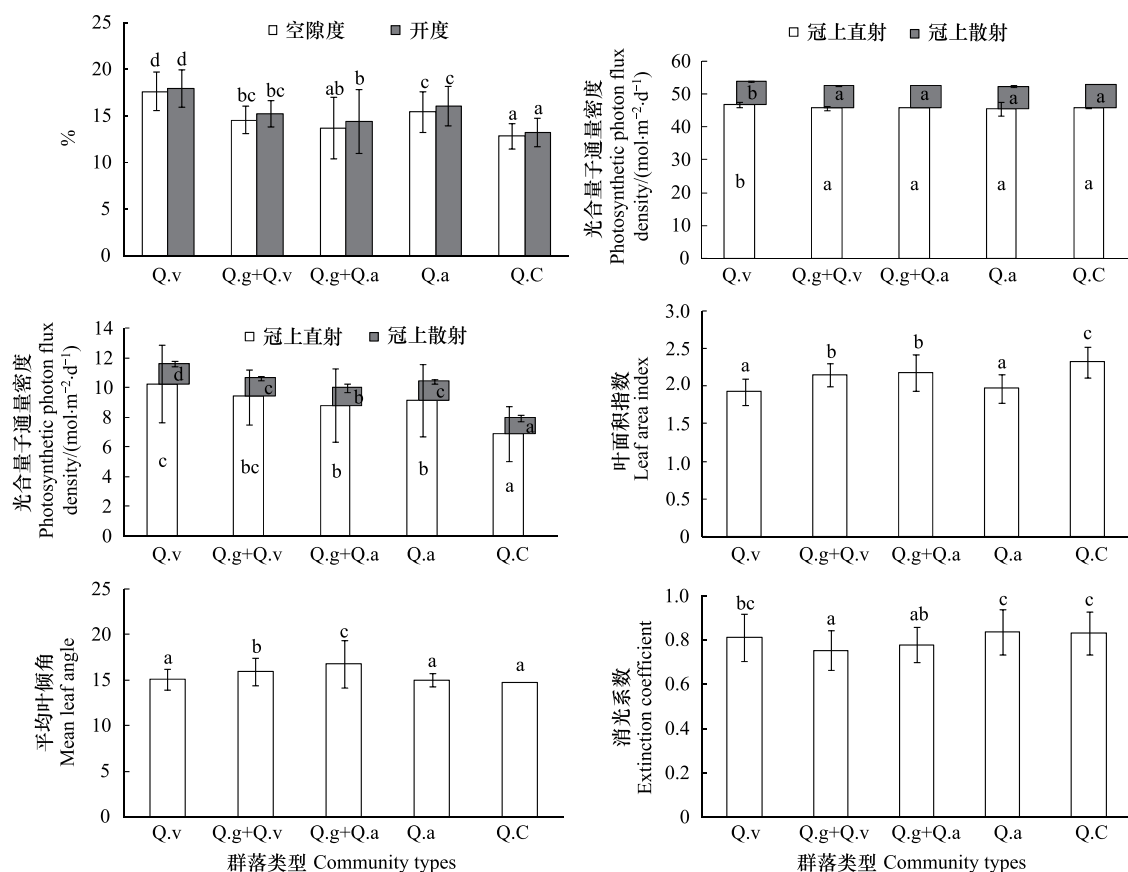 空隙度 开度
25
20
15
10
5
0
%
d d bc bc ab b c c a a
Q.v Q.g+Q.v Q.g+Q.a Q.a Q.C
冠上直射 冠上散射
60
50
40
30
20
10
0
光合量子通量密度
Photosynthetic photon flux
density/(mol·m⁻²·d⁻¹)
b a a a a
b a a a a
Q.v Q.g+Q.v Q.g+Q.a Q.a Q.C
冠上直射 冠上散射
14
12
10
8
6
4
2
0
光合量子通量密度
Photosynthetic photon flux
density/(mol·m⁻²·d⁻¹)
d c b c a
c bc b b a
Q.v Q.g+Q.v Q.g+Q.a Q.a Q.C
3.0
2.5
2.0
1.5
1.0
0.5
0
叶面积指数
Leaf area index
a b b a c
Q.v Q.g+Q.v Q.g+Q.a Q.a Q.C
25
20
15
10
5
0
平均叶倾角
Mean leaf angle
a b c a a
Q.v Q.g+Q.v Q.g+Q.a Q.a Q.C
群落类型 Community types
1.0
0.8
0.6
0.4
0.2
0
消光系数
Extinction coefficient
bc a ab c c
Q.v Q.g+Q.v Q.g+Q.a Q.a Q.C
群落类型 Community types